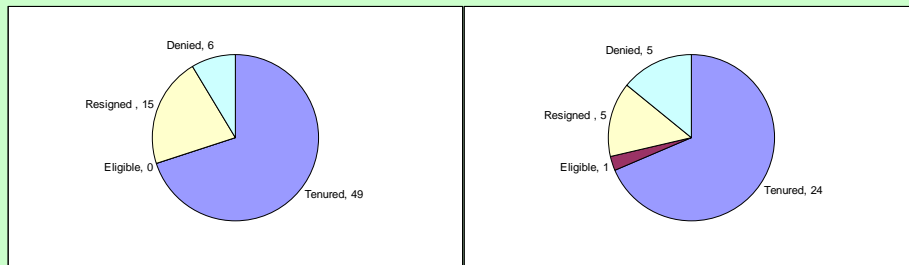 Denied, 6
Resigned , 15
Eligible, 0
Tenured, 49
Denied, 5
Resigned , 5
Eligible, 1
Tenured, 24